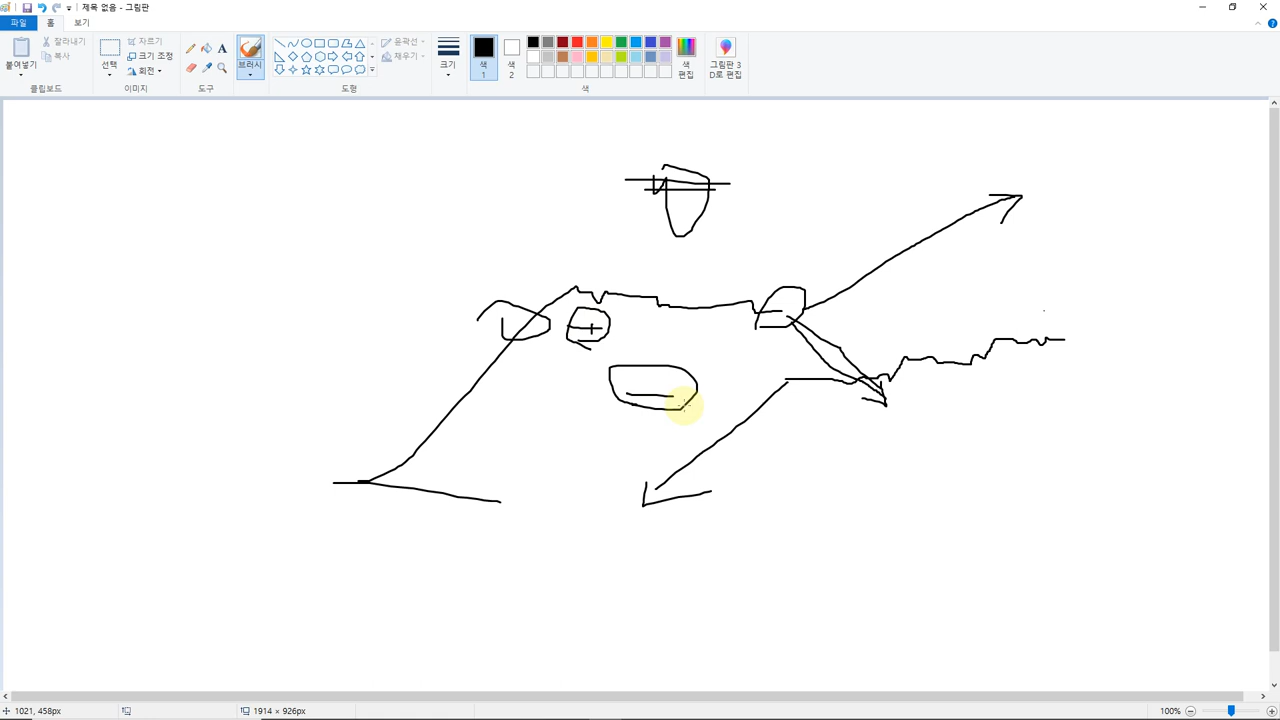 제목 없음 - 그림판
파일 홈 보기
붙여넣기
잘라내기
복사
클립보드
선택
자르기
크기 조정
회전
이미지
A
도구
브러시
윤곽선
채우기
도형
크기
색
1
색
2
색
편집
색
그림판 3
D로 편집
+
1021, 458px
1914 × 926px
100%